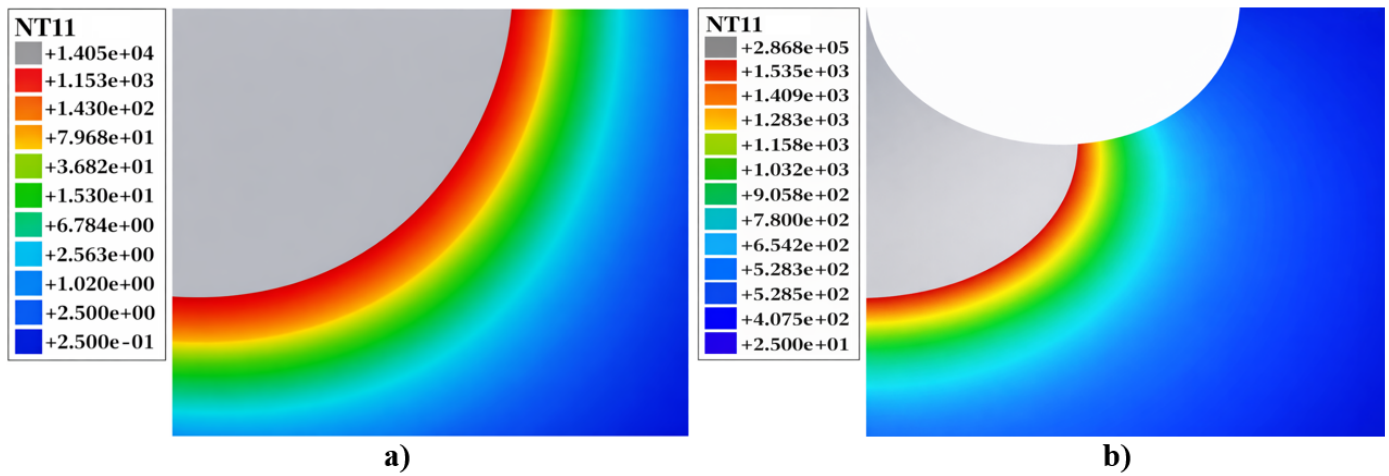 NT11
+1.405e+04
+1.153e+03
+1.430e+02
+7.968e+01
+3.682e+01
+1.530e+01
+6.784e+00
+2.563e+00
+1.020e+00
+2.500e+00
+2.500e-01
a)
NT11
+2.868e+05
+1.535e+03
+1.409e+03
+1.283e+03
+1.158e+03
+1.032e+03
+9.058e+02
+7.800e+02
+6.542e+02
+5.283e+02
+5.285e+02
+4.075e+02
+2.500e+01
b)